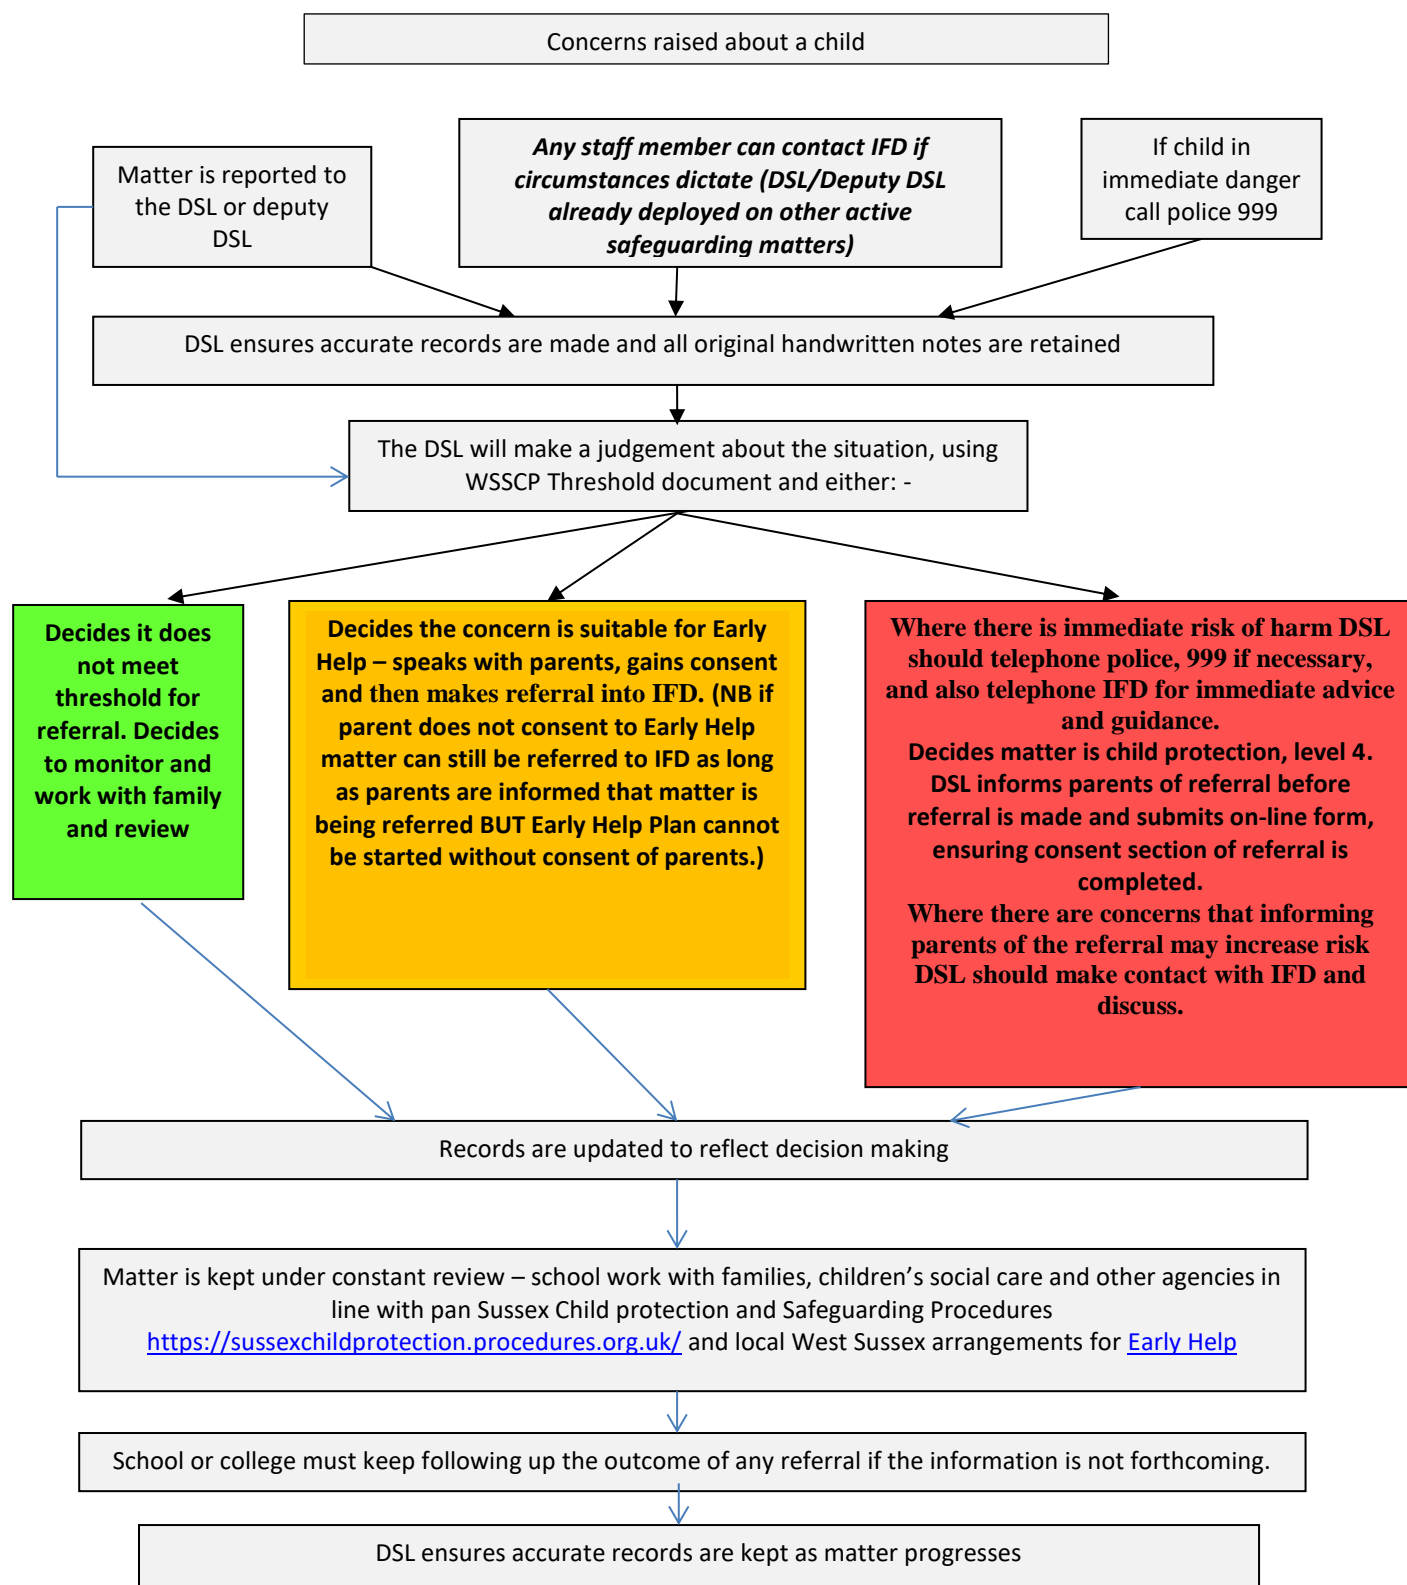 Concerns raised about a child
Matter is reported to
the DSL or deputy
DSL
Any staff member can contact IFD if
circumstances dictate (DSL/Deputy DSL
already deployed on other active
safeguarding matters)
If child in
immediate danger
call police 999
DSL ensures accurate records are made and all original handwritten notes are retained
The DSL will make a judgement about the situation, using
WSSCP Threshold document and either: -
Decides it does
not meet
threshold for
referral. Decides
to monitor and
work with family
and review
Decides the concern is suitable for Early
Help – speaks with parents, gains consent
and then makes referral into IFD. (NB if
parent does not consent to Early Help
matter can still be referred to IFD as long
as parents are informed that matter is
being referred BUT Early Help Plan cannot
be started without consent of parents.)
Where there is immediate risk of harm DSL
should telephone police, 999 if necessary,
and also telephone IFD for immediate advice
and guidance.
Decides matter is child protection, level 4.
DSL informs parents of referral before
referral is made and submits on-line form,
ensuring consent section of referral is
completed.
Where there are concerns that informing
parents of the referral may increase risk
DSL should make contact with IFD and
discuss.
Records are updated to reflect decision making
Matter is kept under constant review – school work with families, children’s social care and other agencies in
line with pan Sussex Child protection and Safeguarding Procedures
https://sussexchildprotection.procedures.org.uk/ and local West Sussex arrangements for Early Help
School or college must keep following up the outcome of any referral if the information is not forthcoming.
DSL ensures accurate records are kept as matter progresses